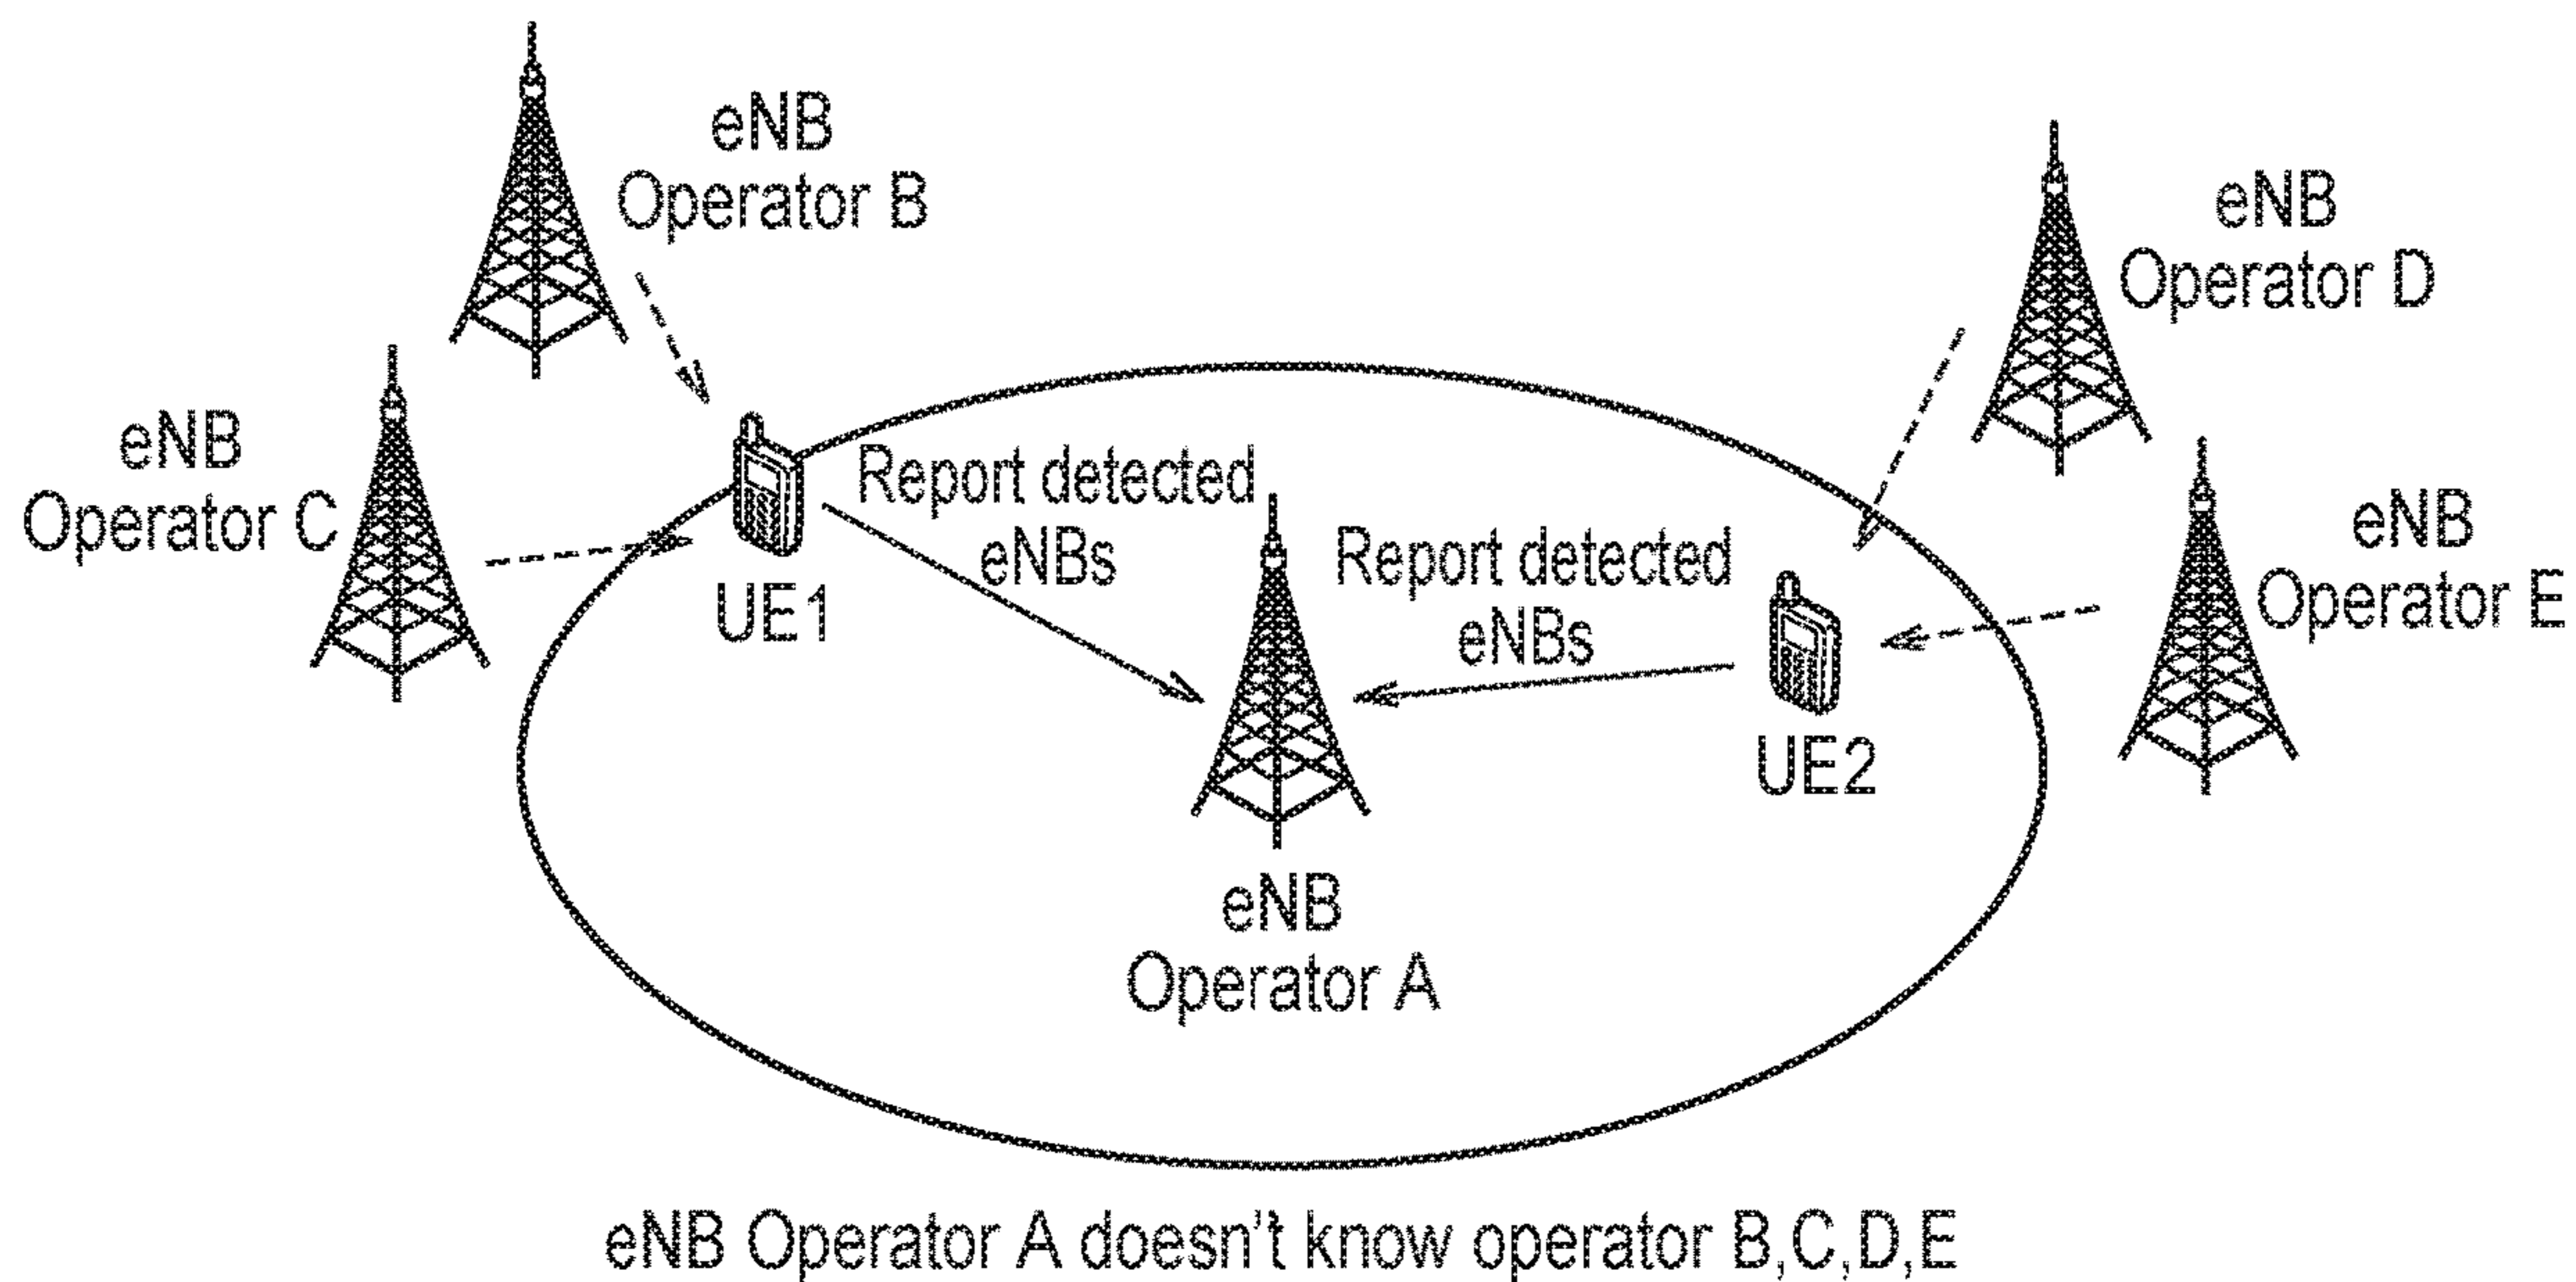 eNB
Operator B
eNB
Operator D
eNB
Operator C
Report detected
eNBs
UE1
Report detected
eNBs
UE2
eNB
Operator E
eNB
Operator A
eNB Operator A doesn't know operator B,C,D,E